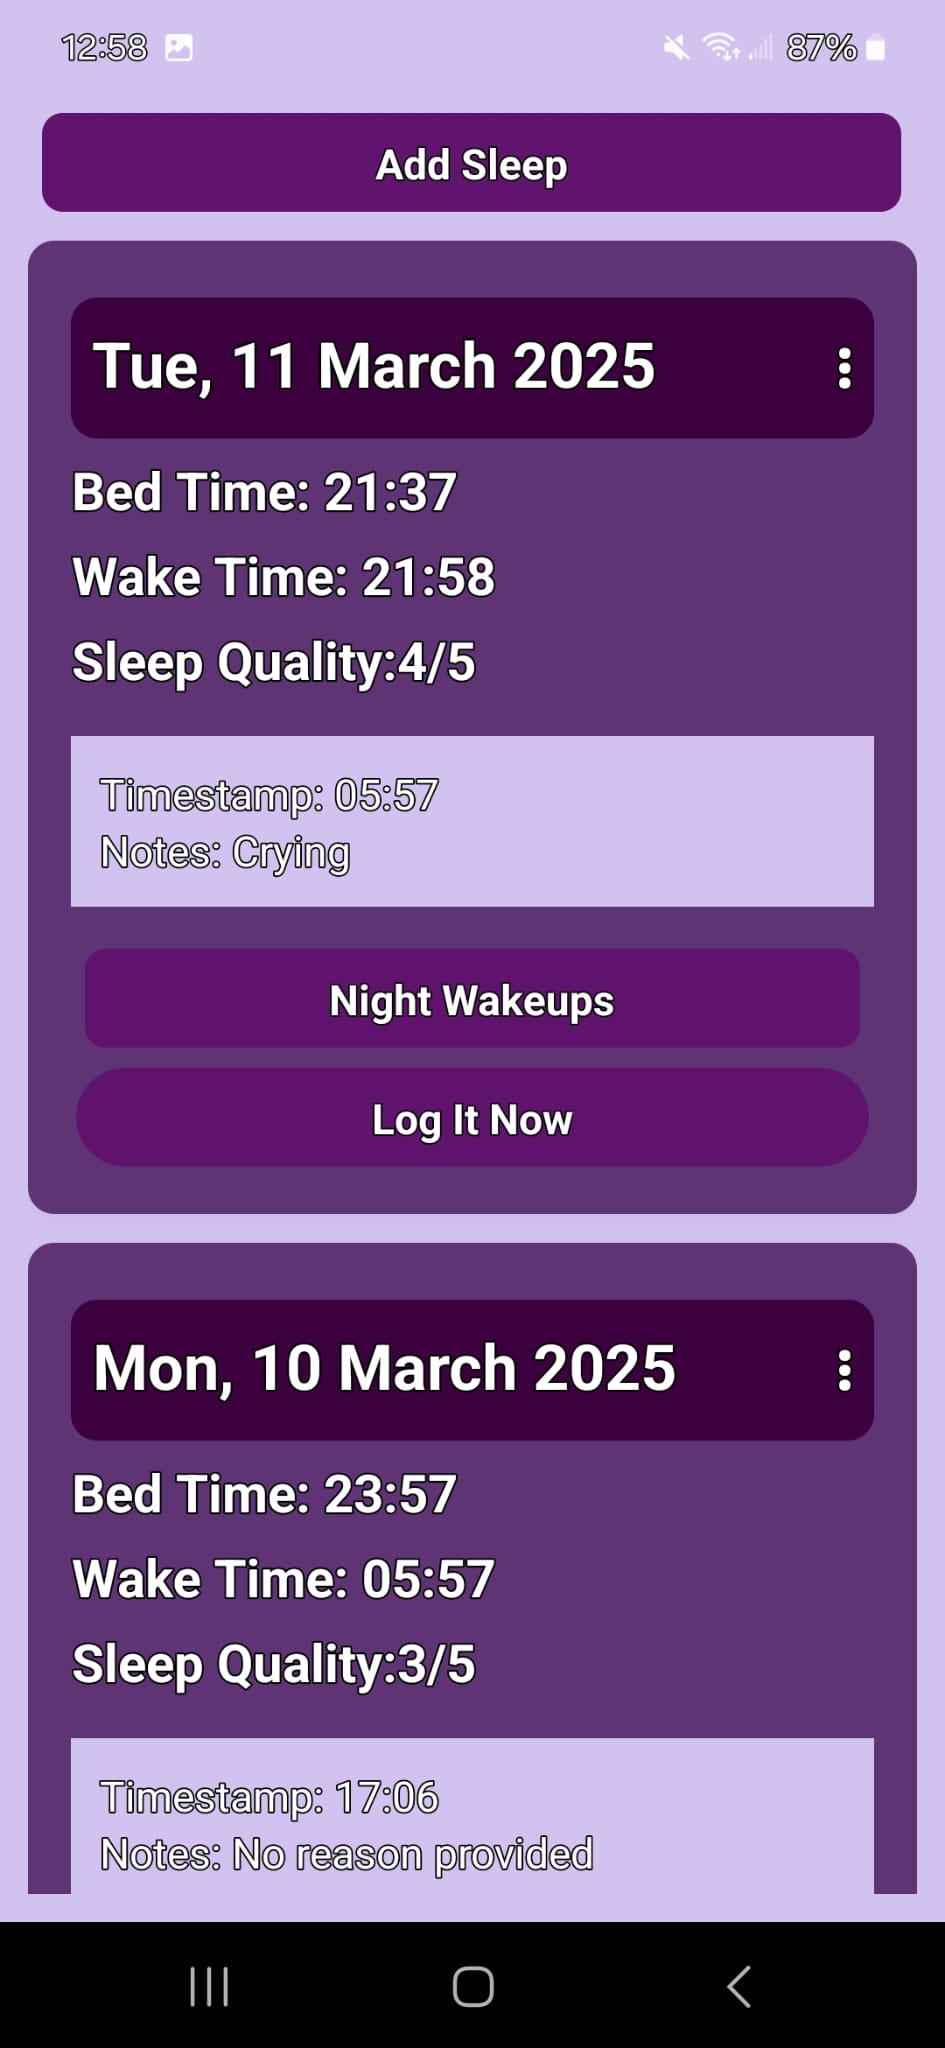 12:58 87%
Add Sleep
Tue, 11 March 2025
Bed Time: 21:37
Wake Time: 21:58
Sleep Quality:4/5
Timestamp: 05:57
Notes: Crying
Night Wakeups
Log It Now
Mon, 10 March 2025
Bed Time: 23:57
Wake Time: 05:57
Sleep Quality:3/5
Timestamp: 17:06
Notes: No reason provided